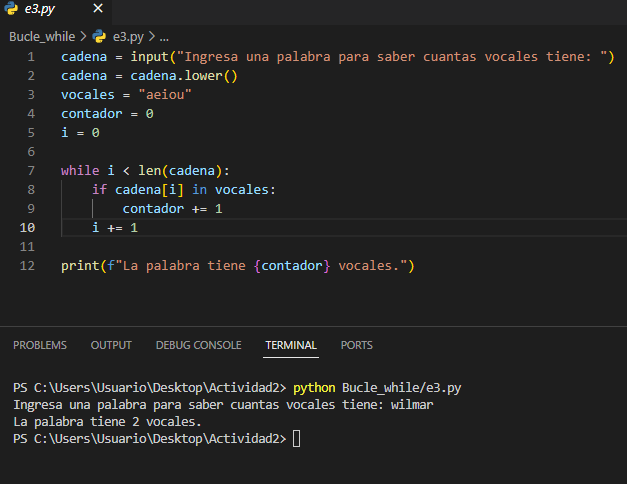 e3.py ✕
Bucle_while > e3.py > ...
1 cadena = input("Ingresa una palabra para saber cuantas vocales tiene: ")
2 cadena = cadena.lower()
3 vocales = "aeiou"
4 contador = 0
5 i = 0
6
7 while i < len(cadena):
8     if cadena[i] in vocales:
9         contador += 1
10     i += 1
11
12 print(f"La palabra tiene {contador} vocales.")
PROBLEMS OUTPUT DEBUG CONSOLE TERMINAL PORTS
PS C:\Users\Usuario\Desktop\Actividad2> python Bucle_while/e3.py
Ingresa una palabra para saber cuantas vocales tiene: wilmar
La palabra tiene 2 vocales.
PS C:\Users\Usuario\Desktop\Actividad2>